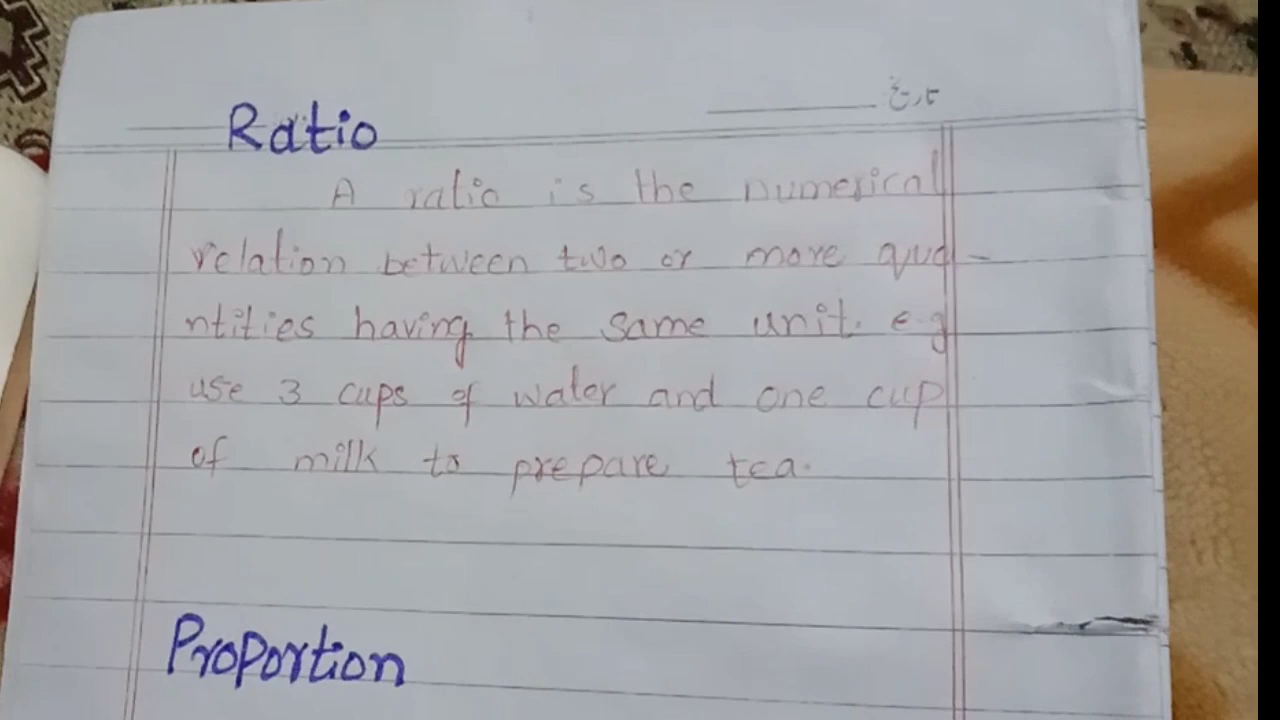 تاریخ
Ratio
A ratio is the numerical
relation between two or more qua-
ntities having the same unit. e.g
use 3 cups of water and one cup
of milk to prepare tea.
Proportion